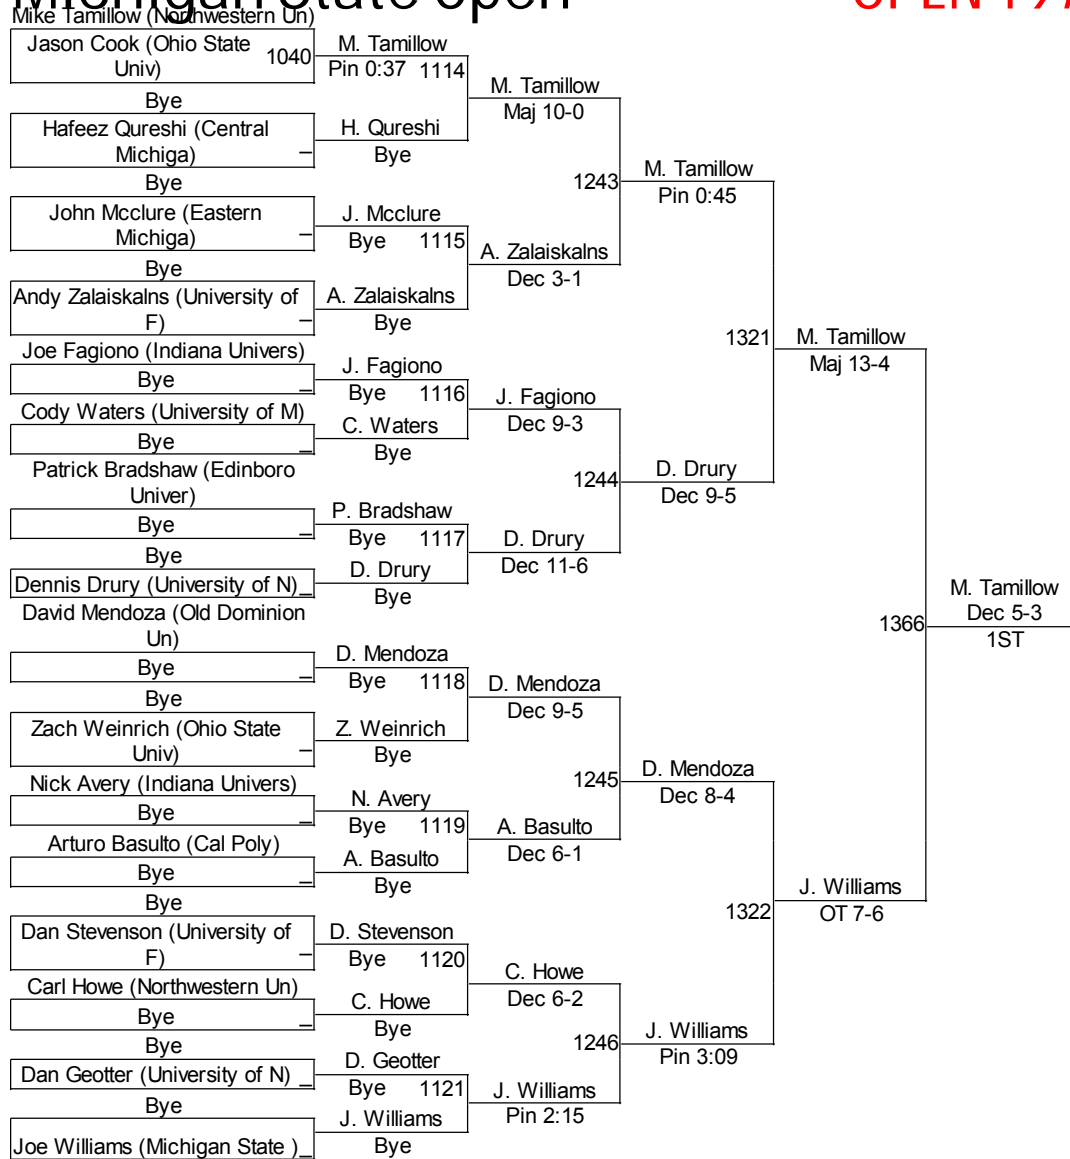 Michigan State open
OPEN 197
Mike Tamillow (Northwestern Un)
Jason Cook (Ohio State
Univ)
1040
M. Tamillow
Pin 0:37
1114
M. Tamillow
Maj 10-0
Bye
Hafeez Qureshi (Central
Michiga)
_
H. Qureshi
Bye
1243
M. Tamillow
Pin 0:45
Bye
John Mcclure (Eastern
Michiga)
_
J. Mcclure
Bye
1115
A. Zalaiskalns
Dec 3-1
Bye
Andy Zalaiskalns (University of
F)
_
A. Zalaiskalns
Bye
1321
M. Tamillow
Maj 13-4
Joe Fagiono (Indiana Univers)
Bye
_
J. Fagiono
Bye
1116
J. Fagiono
Dec 9-3
Cody Waters (University of M)
Bye
_
C. Waters
Bye
1244
D. Drury
Dec 9-5
Patrick Bradshaw (Edinboro
Univer)
Bye
_
P. Bradshaw
Bye
1117
D. Drury
Dec 11-6
Bye
Dennis Drury (University of N)_
D. Drury
Bye
1366
M. Tamillow
Dec 5-3
1ST
David Mendoza (Old Dominion
Un)
Bye
_
D. Mendoza
Bye
1118
D. Mendoza
Dec 9-5
Bye
Zach Weinrich (Ohio State
Univ)
_
Z. Weinrich
Bye
1245
D. Mendoza
Dec 8-4
Nick Avery (Indiana Univers)
Bye
_
N. Avery
Bye
1119
A. Basulto
Dec 6-1
Arturo Basulto (Cal Poly)
Bye
_
A. Basulto
Bye
1322
J. Williams
OT 7-6
Bye
Dan Stevenson (University of
F)
_
D. Stevenson
Bye
1120
C. Howe
Dec 6-2
Carl Howe (Northwestern Un)
Bye
_
C. Howe
Bye
1246
J. Williams
Pin 3:09
Bye
Dan Geotter (University of N)
_
D. Geotter
Bye
1121
J. Williams
Pin 2:15
Bye
Joe Williams (Michigan State )_
J. Williams
Bye